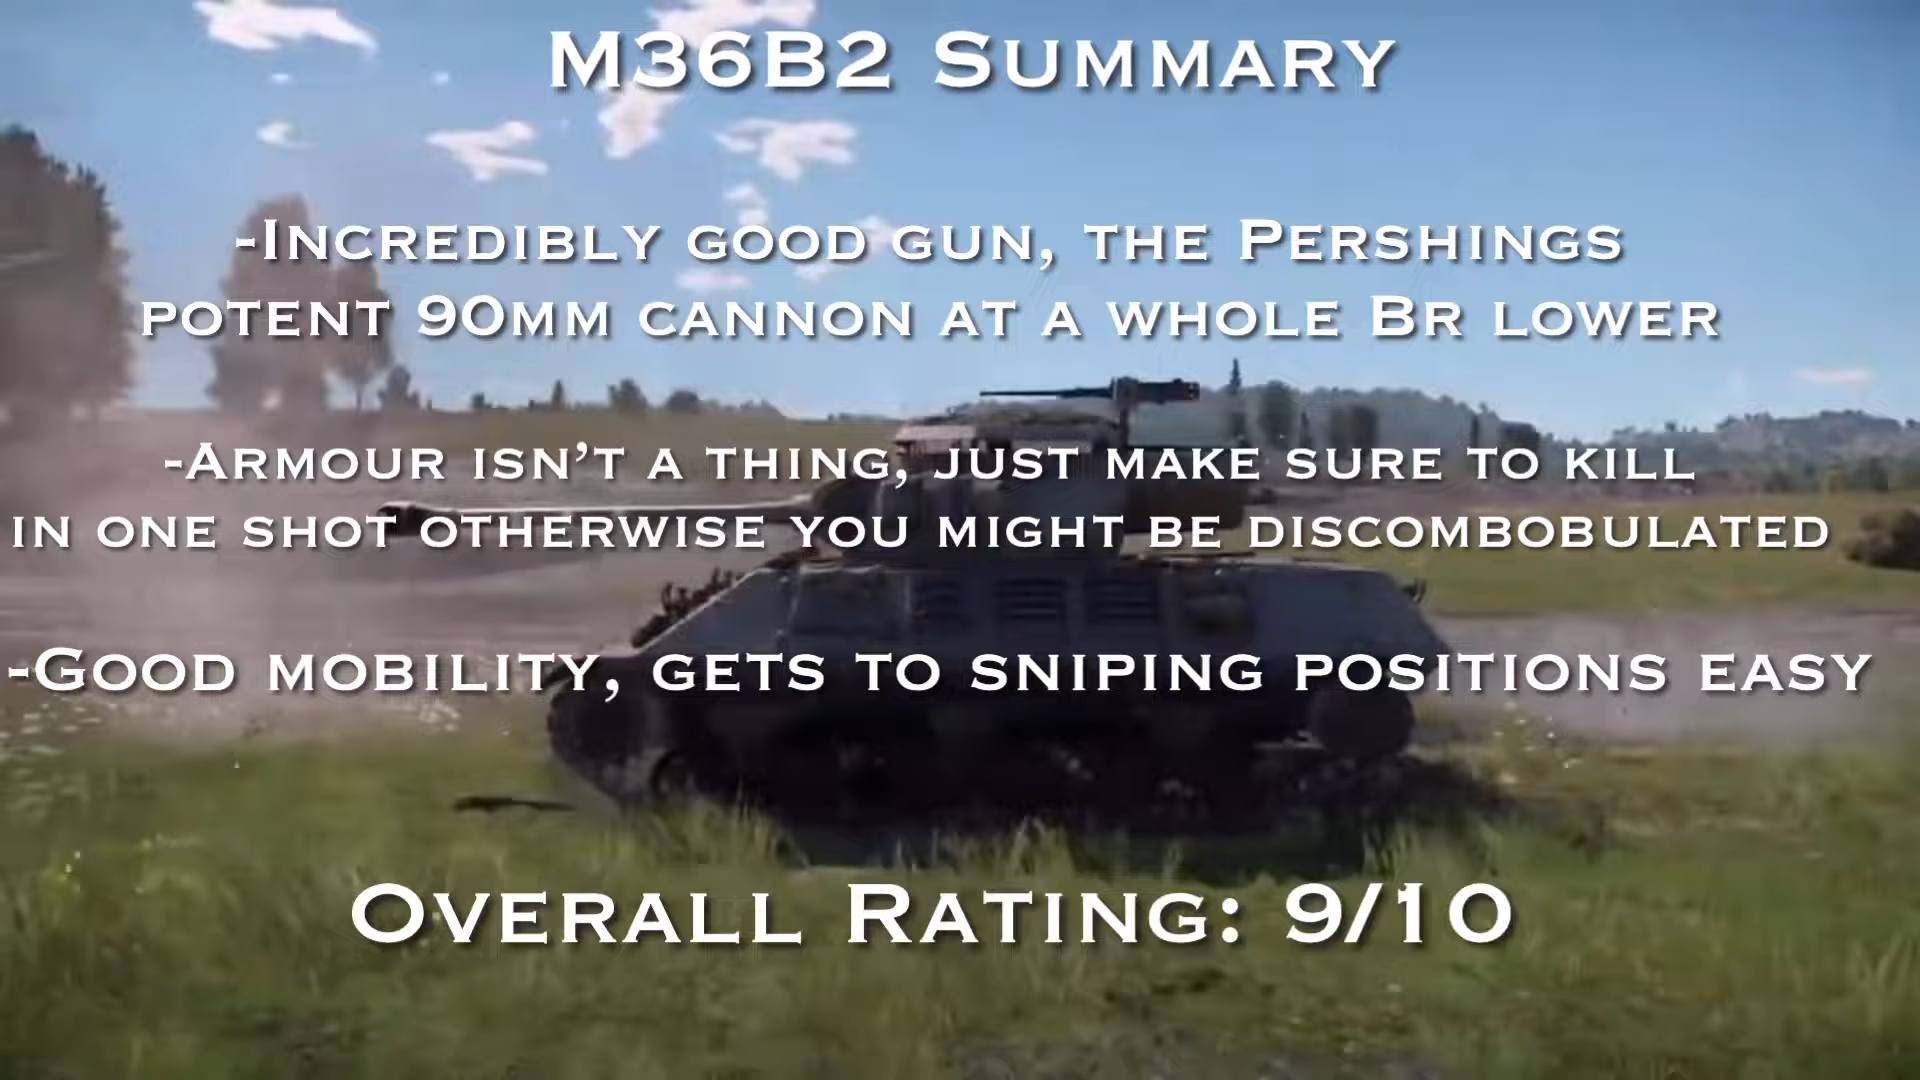 M36B2 Summary
-Incredibly good gun, the Pershings
potent 90mm cannon at a whole Br lower
-Armour isn't a thing, just make sure to kill
in one shot otherwise you might be discombobulated
-Good mobility, gets to sniping positions easy
Overall Rating: 9/10